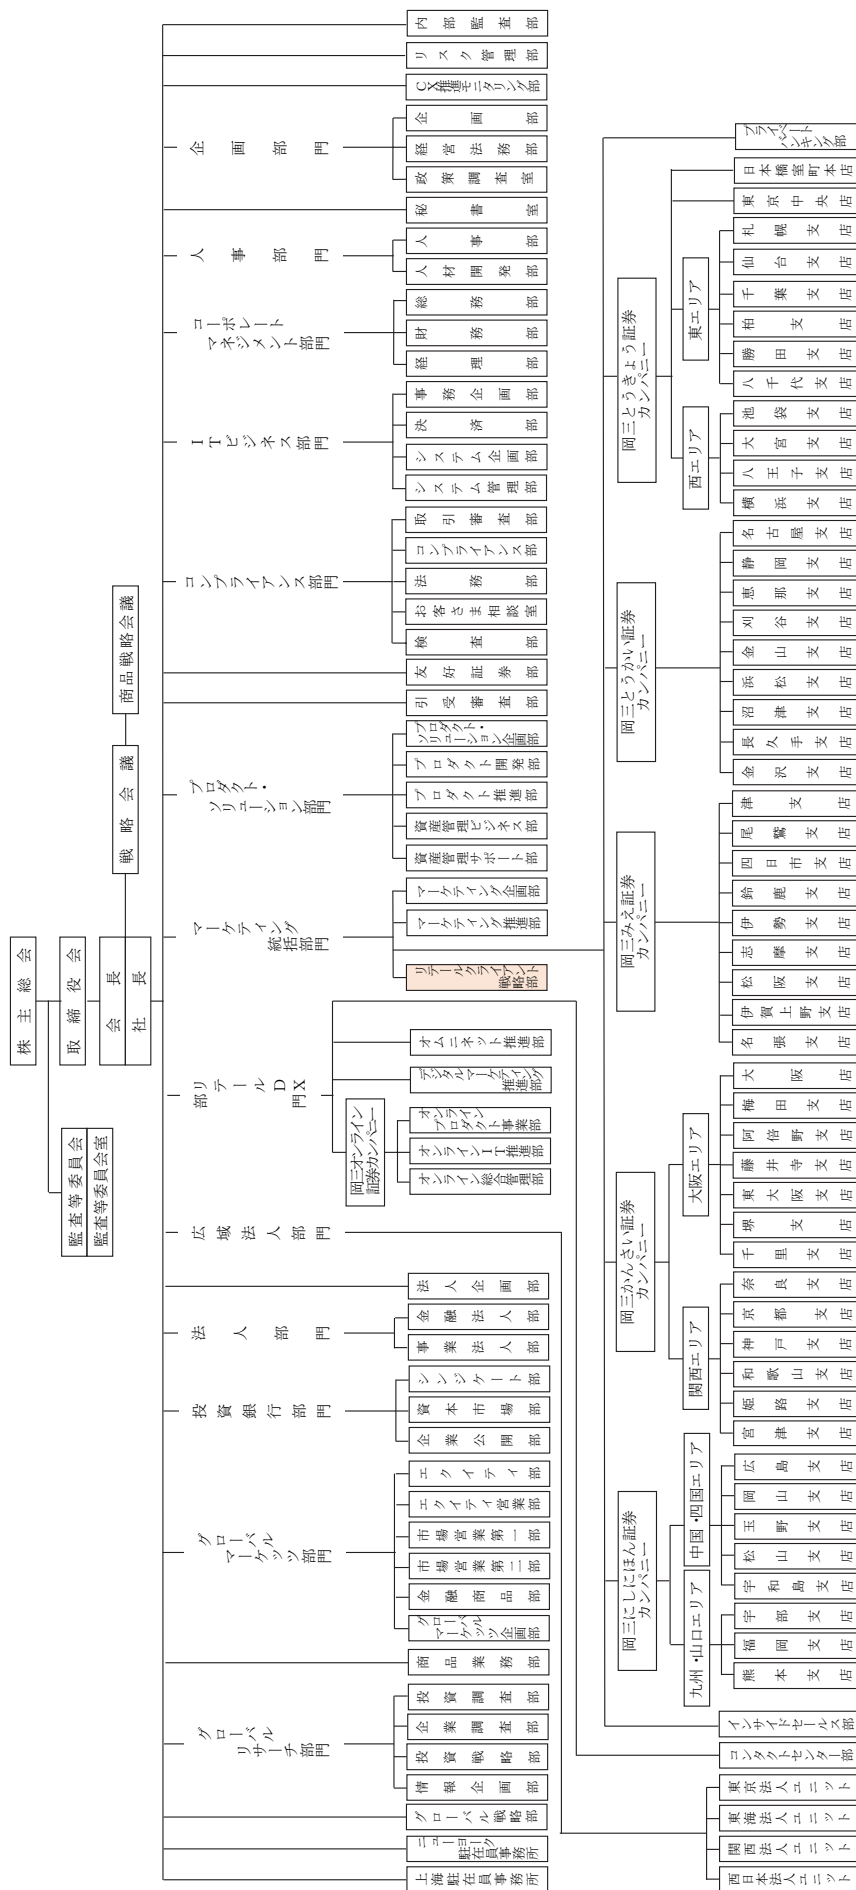 株主総会
取締役会
会長
社長
監査等委員会
監査等委員会室
戦略会議
商品戦略会議
内部監査部
リスク管理部
CX推進モニタリング部
企画部門
企画部
経営法務部
政策調査室
秘書室
人事部門
人事部
人材開発部
コーポレート
マネジメント部門
総務部
財務部
経理部
ITビジネス部門
事務企画部
決済部
システム企画部
システム管理部
コンプライアンス部門
取引審査部
コンプライアンス部
法務部
お客さま相談室
検査部
友好証券部
引受審査部
プロダクト・
ソリューション部門
プロダクト・
ソリューション企画部
プロダクト開発部
プロダクト推進部
資産管理ビジネス部
資産管理サポート部
マーケティング
統括部門
マーケティング企画部
マーケティング推進部
リテールクライアント
戦略部
リテールDX
部門
オムニネット推進部
デジタルマーケティング
推進部
岡三オンライン
証券カンパニー
オンライン
プロダクト事業部
オンラインIT推進部
オンライン総合管理部
広域法人部門
法人企画部
法人部門
金融法人部
事業法人部
投資銀行部門
シンジケート部
資本市場部
企業公開部
グローバル
マーケッツ部門
エクイティ部
エクイティ営業部
市場営業第一部
市場営業第二部
金融商品部
グローバル
マーケッツ企画部
商品業務部
グローバル
リサーチ部門
投資調査部
企業調査部
投資戦略部
情報企画部
グローバル戦略部
ニューヨーク
駐在員事務所
上海駐在員事務所
プライベート
バンキング部
岡三とうきょう証券
カンパニー
日本橋室町本店
東京中央店
東エリア
札幌支店
仙台支店
千葉支店
柏支店
勝田支店
八千代支店
西エリア
池袋支店
大宮支店
八王子支店
横浜支店
岡三とうかい証券
カンパニー
名古屋支店
静岡支店
恵那支店
刈谷支店
金山支店
浜松支店
沼津支店
長久手支店
金沢支店
岡三みえ証券
カンパニー
津支店
尾鷲支店
四日市支店
鈴鹿支店
伊勢支店
志摩支店
松阪支店
伊賀上野支店
名張支店
岡三かんさい証券
カンパニー
大阪エリア
大阪店
梅田支店
阿倍野支店
藤井寺支店
東大阪支店
堺支店
千里支店
関西エリア
奈良支店
京都支店
神戸支店
和歌山支店
姫路支店
宮津支店
岡三にしにほん証券
カンパニー
中国・四国エリア
広島支店
岡山支店
玉野支店
松山支店
宇和島支店
九州・山口エリア
宇部支店
福岡支店
熊本支店
インサイドセールス部
コンタクトセンター部
東京法人ユニット
東海法人ユニット
関西法人ユニット
西日本法人ユニット